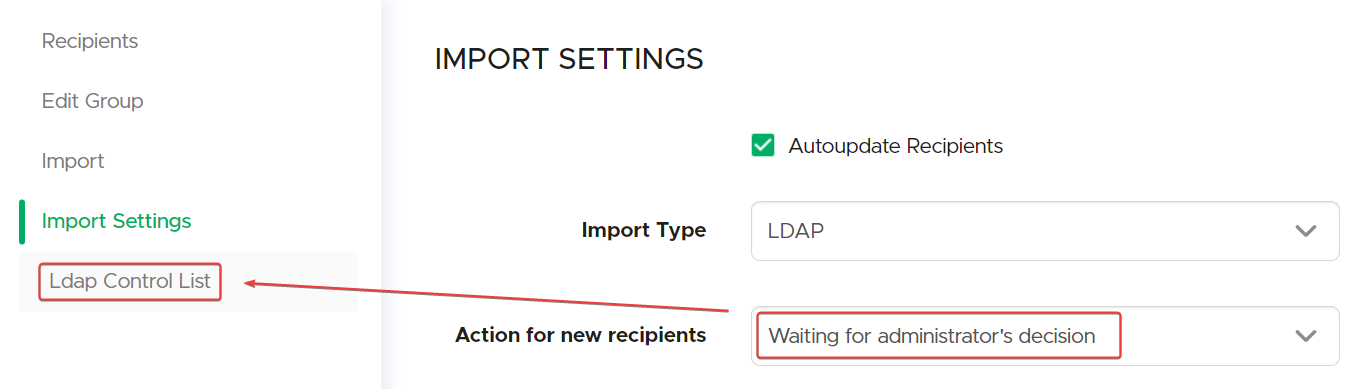 Recipients
Edit Group
Import
Import Settings
Ldap Control List
IMPORT SETTINGS
Autoupdate Recipients
Import Type
LDAP
Action for new recipients
Waiting for administrator's decision